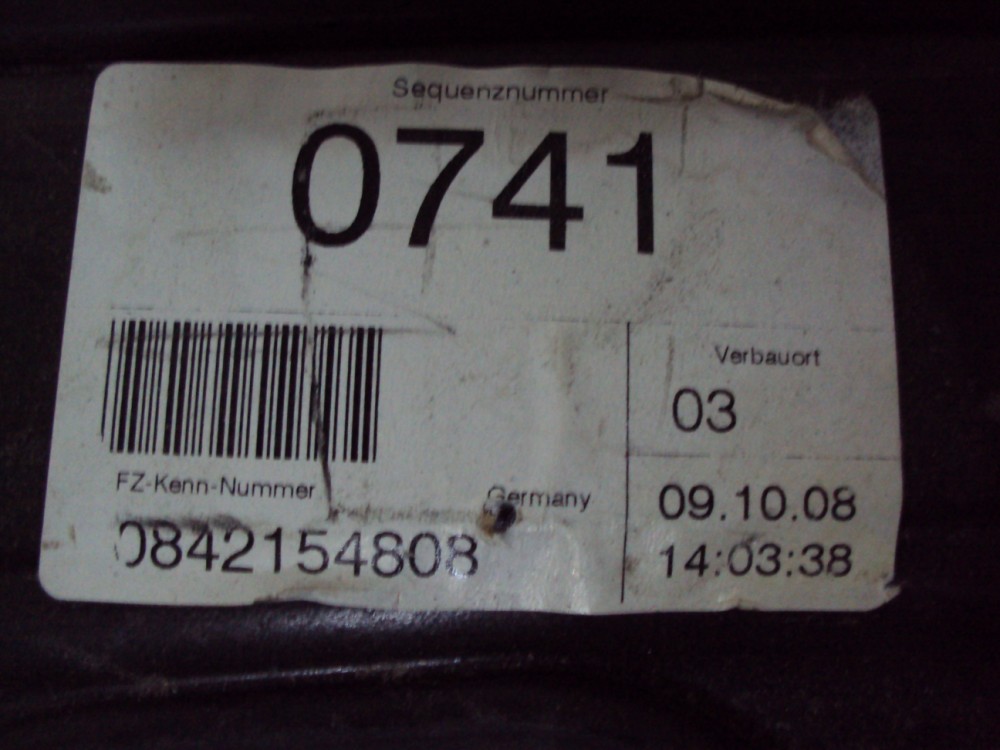 Sequenznummer
0741
Verbauort
03
FZ-Kenn-Nummer
Germany
09.10.08
0842154808
14:03:38